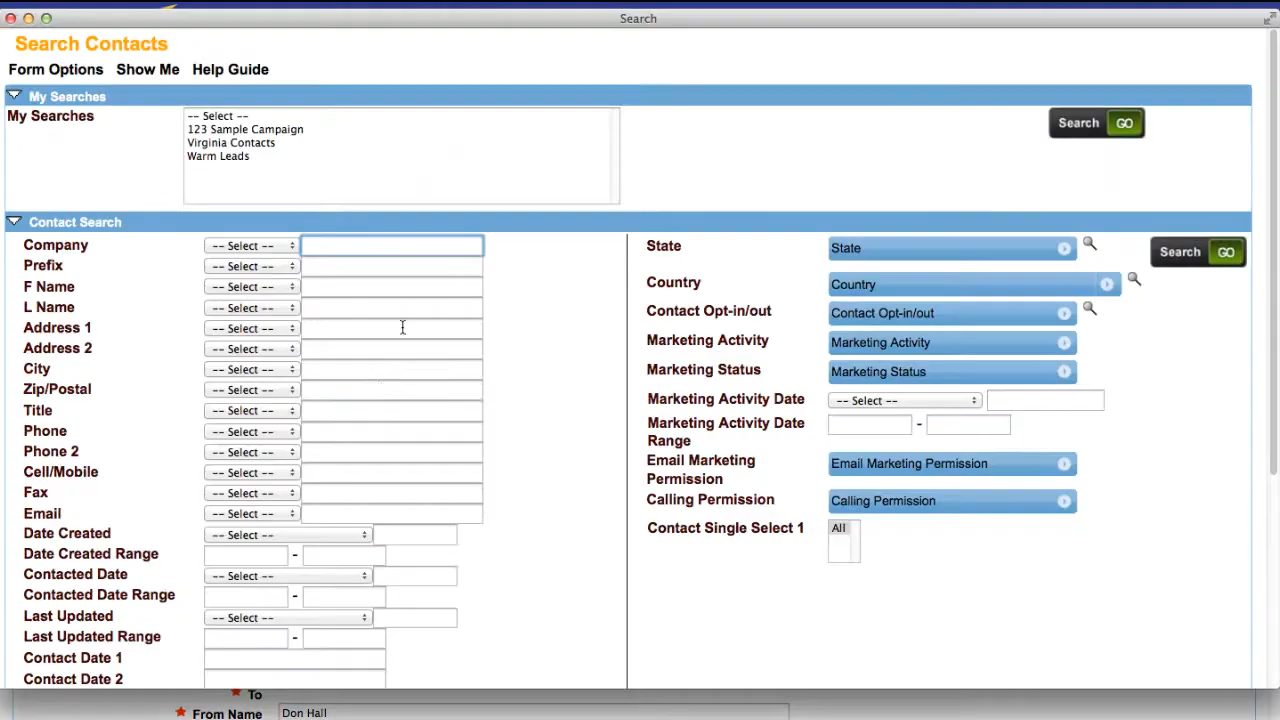 Search
Search Contacts
Form Options Show Me Help Guide
My Searches
My Searches
-- Select --
123 Sample Campaign
Virginia Contacts
Warm Leads
Search GO
Contact Search
Company -- Select --
Prefix -- Select --
F Name -- Select --
L Name -- Select --
Address 1 -- Select --
Address 2 -- Select --
City -- Select --
Zip/Postal -- Select --
Title -- Select --
Phone -- Select --
Phone 2 -- Select --
Cell/Mobile -- Select --
Fax -- Select --
Email -- Select --
Date Created -- Select --
Date Created Range -
Contacted Date -- Select --
Contacted Date Range -
Last Updated -- Select --
Last Updated Range -
Contact Date 1
Contact Date 2
State State
Search GO
Country Country
Contact Opt-in/out Contact Opt-in/out
Marketing Activity Marketing Activity
Marketing Status Marketing Status
Marketing Activity Date -- Select --
Marketing Activity Date -
Range
Email Marketing Email Marketing Permission
Permission
Calling Permission Calling Permission
Contact Single Select 1 All
To
From Name Don Hall